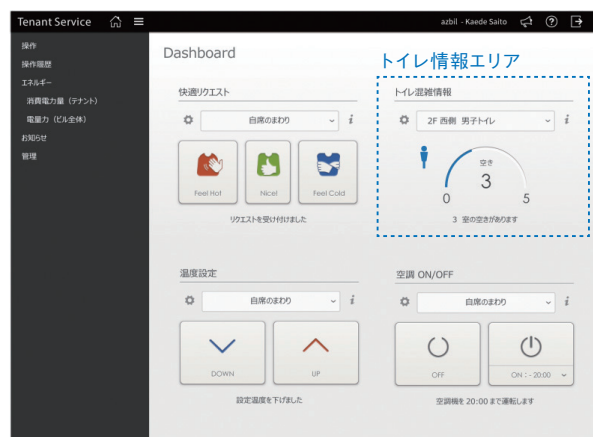 Tenant Service
azbil - Kaede Saito
操作
操作履歴
エネルギー
消費電力量（テナント）
電量力（ビル全体）
お知らせ
管理
Dashboard
トイレ情報エリア
快適リクエスト
自席のまわり
i
Feel Hot
Nice!
Feel Cold
リクエストを受け付けました
トイレ混雑情報
2F 西側 男子トイレ
i
空き
3
0
5
3 室の空きがあります
温度設定
自席のまわり
i
DOWN
UP
設定温度を下げました
空調 ON/OFF
自席のまわり
i
OFF
ON : - 20:00
空調機を 20:00 まで運転します